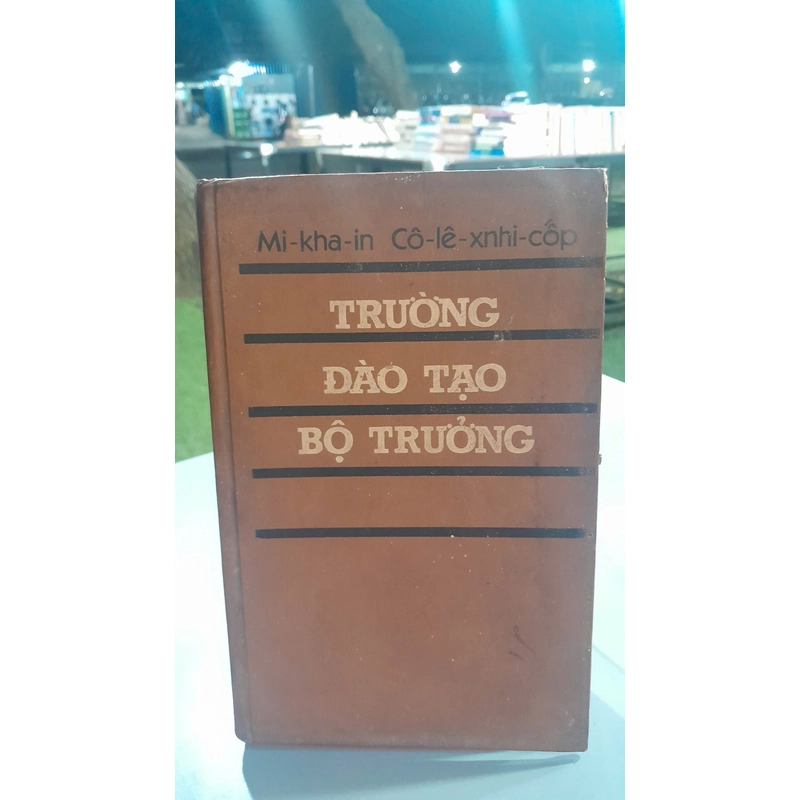 Mi-kha-in Cô-lê-xnhi-cốp
TRƯỜNG
ĐÀO TẠO
BỘ TRƯỞNG